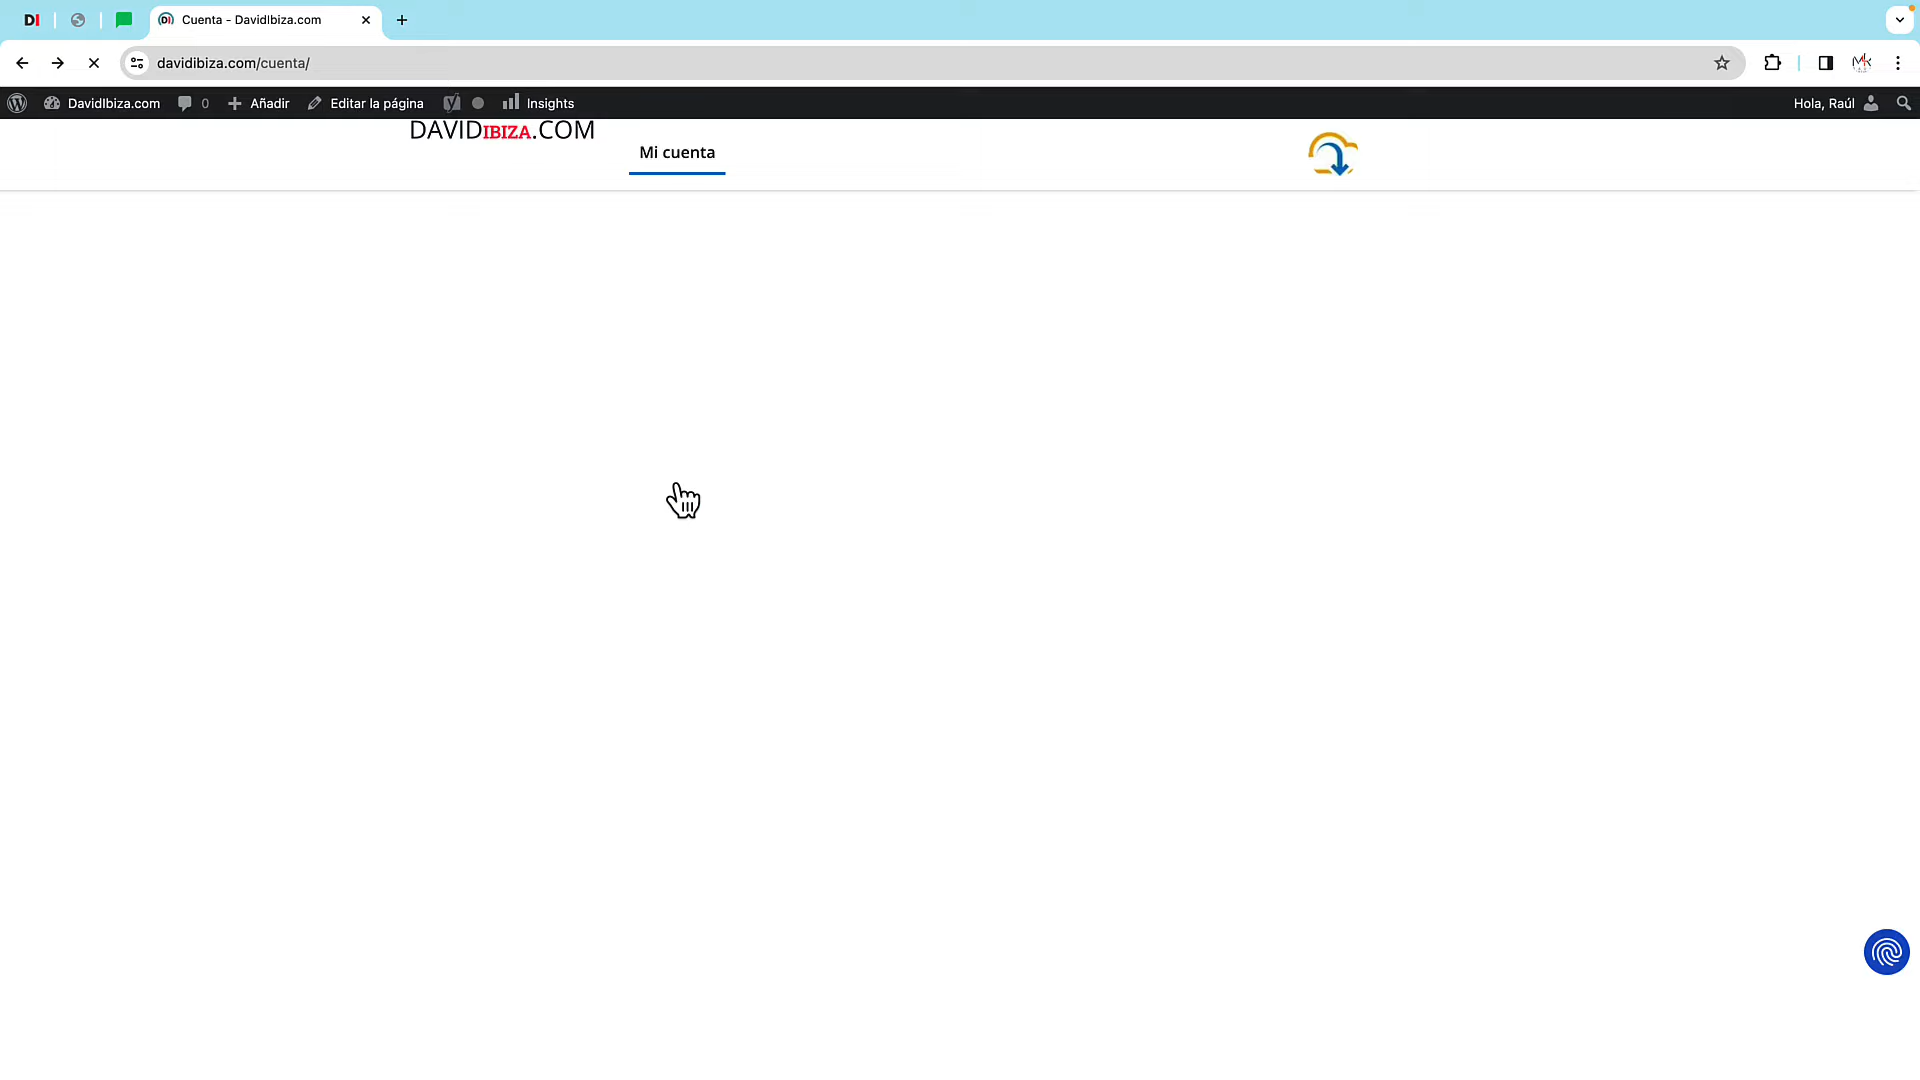 DI
Cuenta - DavidIbiza.com
davidibiza.com/cuenta/
DavidIbiza.com 0 Añadir Editar la página Insights Hola, Raúl
DAVIDIBIZA.COM
Mi cuenta